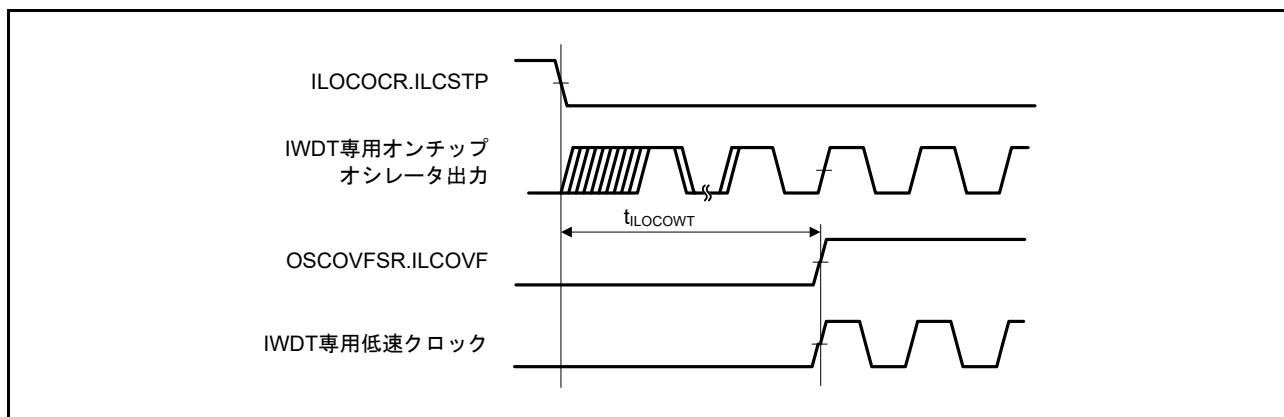 ILOCOCR.ILCSTP
IWDT専用オンチップ
オシレータ出力
tILOCOWT
OSCOVFSR.ILCOVF
IWDT専用低速クロック